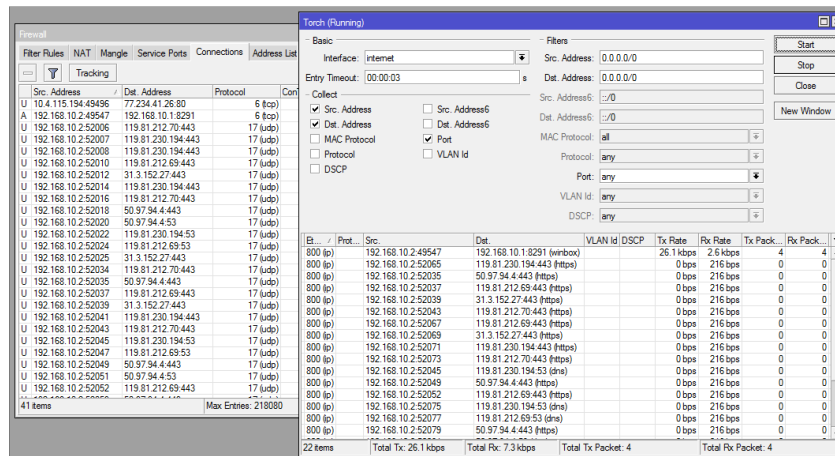 Firewall
Filter Rules NAT Mangle Service Ports Connections Address List
Tracking
Src. Address / Dst. Address Protocol
U 10.4.115.194:49496 77.234.41.26:80 6 (tcp)
A 192.168.10.2:49547 192.168.10.1:8291 6 (tcp)
U 192.168.10.2:52006 119.81.212.70:443 17 (udp)
U 192.168.10.2:52007 119.81.230.194:443 17 (udp)
U 192.168.10.2:52008 119.81.230.194:443 17 (udp)
U 192.168.10.2:52010 119.81.212.69:443 17 (udp)
U 192.168.10.2:52012 31.3.152.27:443 17 (udp)
U 192.168.10.2:52014 119.81.230.194:443 17 (udp)
U 192.168.10.2:52016 119.81.212.70:443 17 (udp)
U 192.168.10.2:52018 50.97.94.4:443 17 (udp)
U 192.168.10.2:52020 50.97.94.4:53 17 (udp)
U 192.168.10.2:52022 119.81.230.194:53 17 (udp)
U 192.168.10.2:52024 119.81.212.69:53 17 (udp)
U 192.168.10.2:52025 31.3.152.27:443 17 (udp)
U 192.168.10.2:52034 119.81.212.70:443 17 (udp)
U 192.168.10.2:52035 50.97.94.4:443 17 (udp)
U 192.168.10.2:52037 119.81.212.69:443 17 (udp)
U 192.168.10.2:52039 31.3.152.27:443 17 (udp)
U 192.168.10.2:52041 119.81.230.194:443 17 (udp)
U 192.168.10.2:52043 119.81.212.70:443 17 (udp)
U 192.168.10.2:52045 119.81.230.194:53 17 (udp)
U 192.168.10.2:52047 119.81.212.69:53 17 (udp)
U 192.168.10.2:52049 50.97.94.4:443 17 (udp)
U 192.168.10.2:52051 50.97.94.4:53 17 (udp)
U 192.168.10.2:52052 119.81.212.69:443 17 (udp)
41 items Max Entries: 218080
Torch (Running)
Basic
Interface: internet
Entry Timeout: 00:00:03 s
Collect
Src. Address Src. Address6
Dst. Address Dst. Address6
MAC Protocol Port
Protocol VLAN Id
DSCP
Filters
Src. Address: 0.0.0.0/0
Dst. Address: 0.0.0.0/0
Src. Address6: ::/0
Dst. Address6: ::/0
MAC Protocol: all
Protocol: any
Port: any
VLAN Id: any
DSCP: any
Start
Stop
Close
New Window
Et... / Prot... Src. Dst. VLAN Id DSCP Tx Rate Rx Rate Tx Pack... Rx Pack...
800 (ip) 192.168.10.2:49547 192.168.10.1:8291 (winbox) 26.1 kbps 2.6 kbps 4 4
800 (ip) 192.168.10.2:52065 119.81.230.194:443 (https) 0 bps 216 bps 0 0
800 (ip) 192.168.10.2:52035 50.97.94.4:443 (https) 0 bps 216 bps 0 0
800 (ip) 192.168.10.2:52037 119.81.212.69:443 (https) 0 bps 216 bps 0 0
800 (ip) 192.168.10.2:52039 31.3.152.27:443 (https) 0 bps 216 bps 0 0
800 (ip) 192.168.10.2:52043 119.81.212.70:443 (https) 0 bps 216 bps 0 0
800 (ip) 192.168.10.2:52067 119.81.212.69:443 (https) 0 bps 216 bps 0 0
800 (ip) 192.168.10.2:52069 31.3.152.27:443 (https) 0 bps 216 bps 0 0
800 (ip) 192.168.10.2:52071 119.81.230.194:443 (https) 0 bps 216 bps 0 0
800 (ip) 192.168.10.2:52073 119.81.212.70:443 (https) 0 bps 216 bps 0 0
800 (ip) 192.168.10.2:52045 119.81.230.194:53 (dns) 0 bps 216 bps 0 0
800 (ip) 192.168.10.2:52049 50.97.94.4:443 (https) 0 bps 216 bps 0 0
800 (ip) 192.168.10.2:52052 119.81.212.69:443 (https) 0 bps 216 bps 0 0
800 (ip) 192.168.10.2:52075 119.81.230.194:53 (dns) 0 bps 216 bps 0 0
800 (ip) 192.168.10.2:52077 119.81.212.69:53 (dns) 0 bps 216 bps 0 0
800 (ip) 192.168.10.2:52079 50.97.94.4:443 (https) 0 bps 216 bps 0 0
22 items Total Tx: 26.1 kbps Total Rx: 7.3 kbps Total Tx Packet: 4 Total Rx Packet: 4